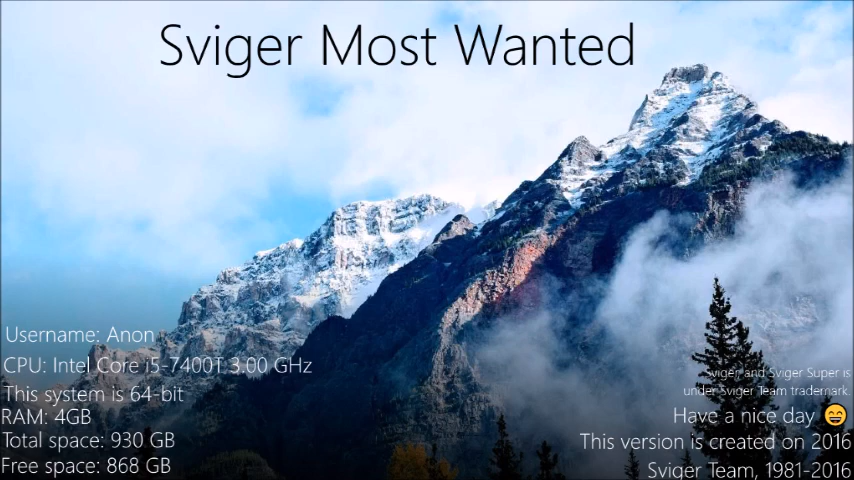 Sviger Most Wanted
Username: Anon
CPU: Intel Core i5-7400T 3.00 GHz
This system is 64-bit
RAM: 4GB
Total space: 930 GB
Free space: 868 GB
Sviger and Sviger Super is
under Sviger Team trademark.
Have a nice day 😄
This version is created on 2016
Sviger Team, 1981-2016